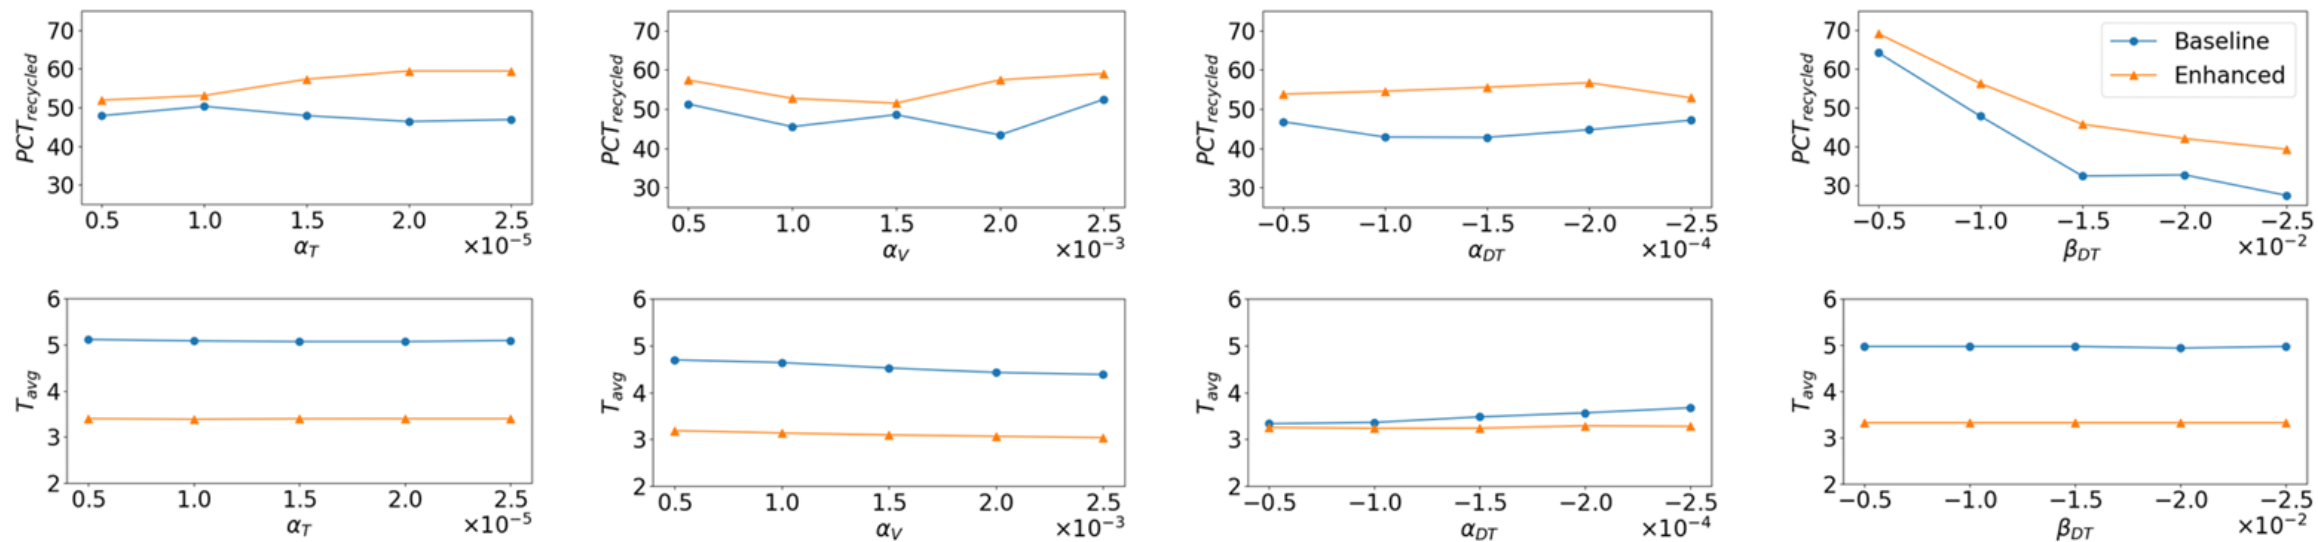 70
60
50
40
30
PCT_recycled
0.5 1.0 1.5 2.0 2.5
α_T
×10⁻⁵
70
60
50
40
30
PCT_recycled
0.5 1.0 1.5 2.0 2.5
α_V
×10⁻³
70
60
50
40
30
PCT_recycled
−0.5 −1.0 −1.5 −2.0 −2.5
α_DT
×10⁻⁴
70
60
50
40
30
PCT_recycled
Baseline
Enhanced
−0.5 −1.0 −1.5 −2.0 −2.5
β_DT
×10⁻²
6
5
4
3
2
T_avg
0.5 1.0 1.5 2.0 2.5
α_T
×10⁻⁵
6
5
4
3
2
T_avg
0.5 1.0 1.5 2.0 2.5
α_V
×10⁻³
6
5
4
3
2
T_avg
−0.5 −1.0 −1.5 −2.0 −2.5
α_DT
×10⁻⁴
6
5
4
3
2
T_avg
−0.5 −1.0 −1.5 −2.0 −2.5
β_DT
×10⁻²